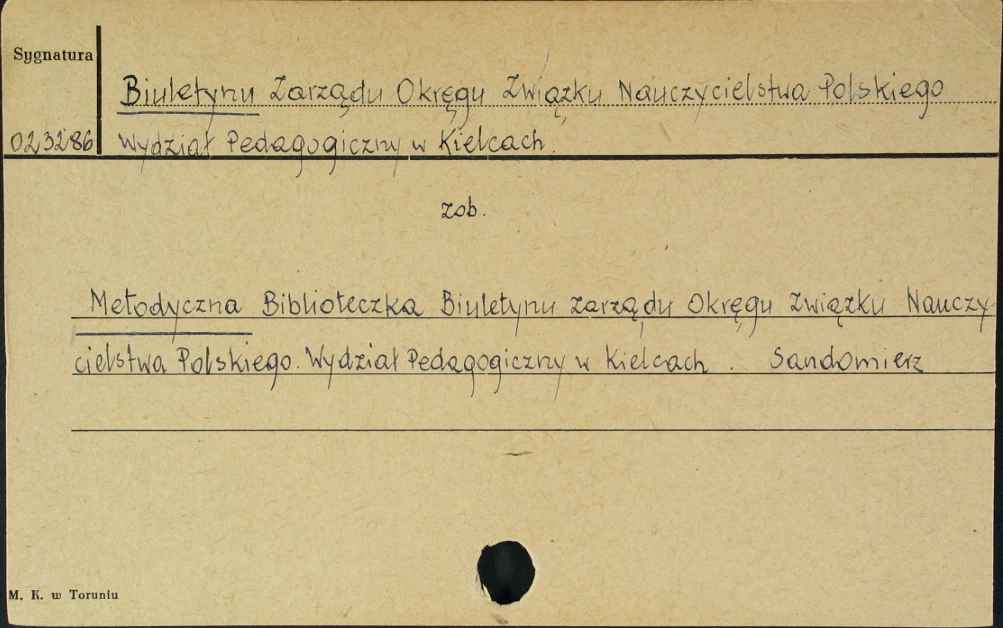 Sygnatura
Biuletynu Zarządu Okręgu Związku Nauczycielstwa Polskiego
023286 Wydział Pedagogiczny w Kielcach.
zob.
Metodyczna Biblioteczka Biuletynu Zarządu Okręgu Związku Nauczy-
cielstwa Polskiego. Wydział Pedagogiczny w Kielcach. Sandomierz
M. K. w Toruniu